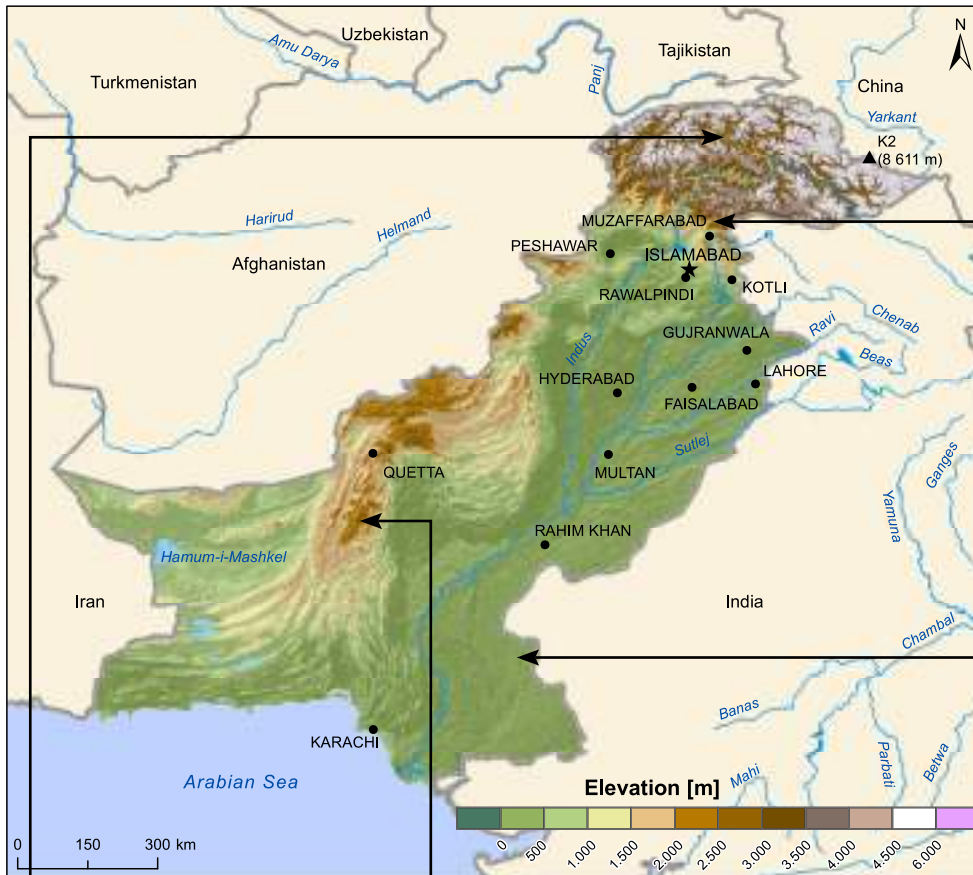 Uzbekistan
N
Amu Darya
Tajikistan
Turkmenistan
Panj
China
Yarkant
K2
(8 611 m)
Harirud
Helmand
MUZAFFARABAD
PESHAWAR
ISLAMABAD
Afghanistan
RAWALPINDI
KOTLI
Chenab
Ravi
GUJRANWALA
Indus
Beas
HYDERABAD
LAHORE
FAISALABAD
Sutlej
QUETTA
MULTAN
Ganges
Yamuna
RAHIM KHAN
Hamum-i-Mashkel
Iran
India
Chambal
Banas
KARACHI
Parbati
Betwa
Mahi
Arabian Sea
Elevation [m]
0 500 1.000 1.500 2.000 2.500 3.000 3.500 4.000 4.500 6.000
0 150 300 km